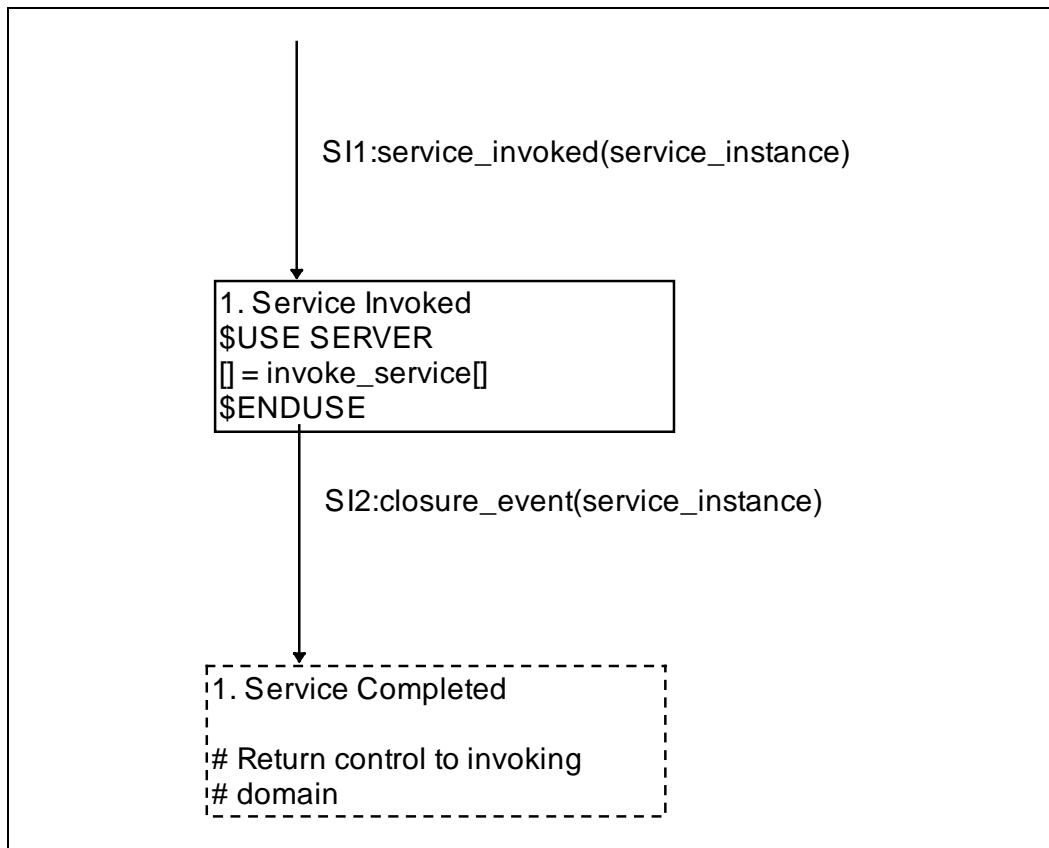 SI1:service_invoked(service_instance)
1. Service Invoked
$USE SERVER
[] = invoke_service[]
$ENDUSE
SI2:closure_event(service_instance)
1. Service Completed
# Return control to invoking
# domain